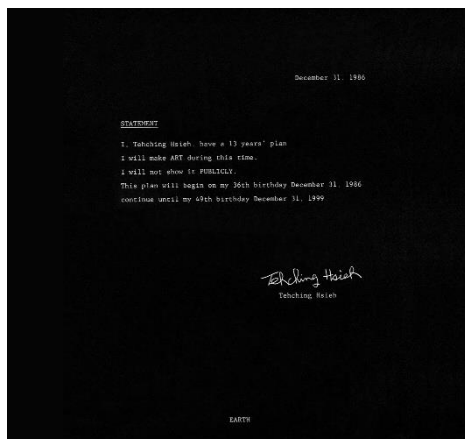 December 31, 1986
STATEMENT
I, Tehching Hsieh, have a 13 years' plan
I will make ART during this time.
I will not show it PUBLICLY.
This plan will begin on my 36th birthday December 31, 1986
continue until my 49th birthday December 31, 1999
Tehching Hsieh
Tehching Hsieh
EARTH